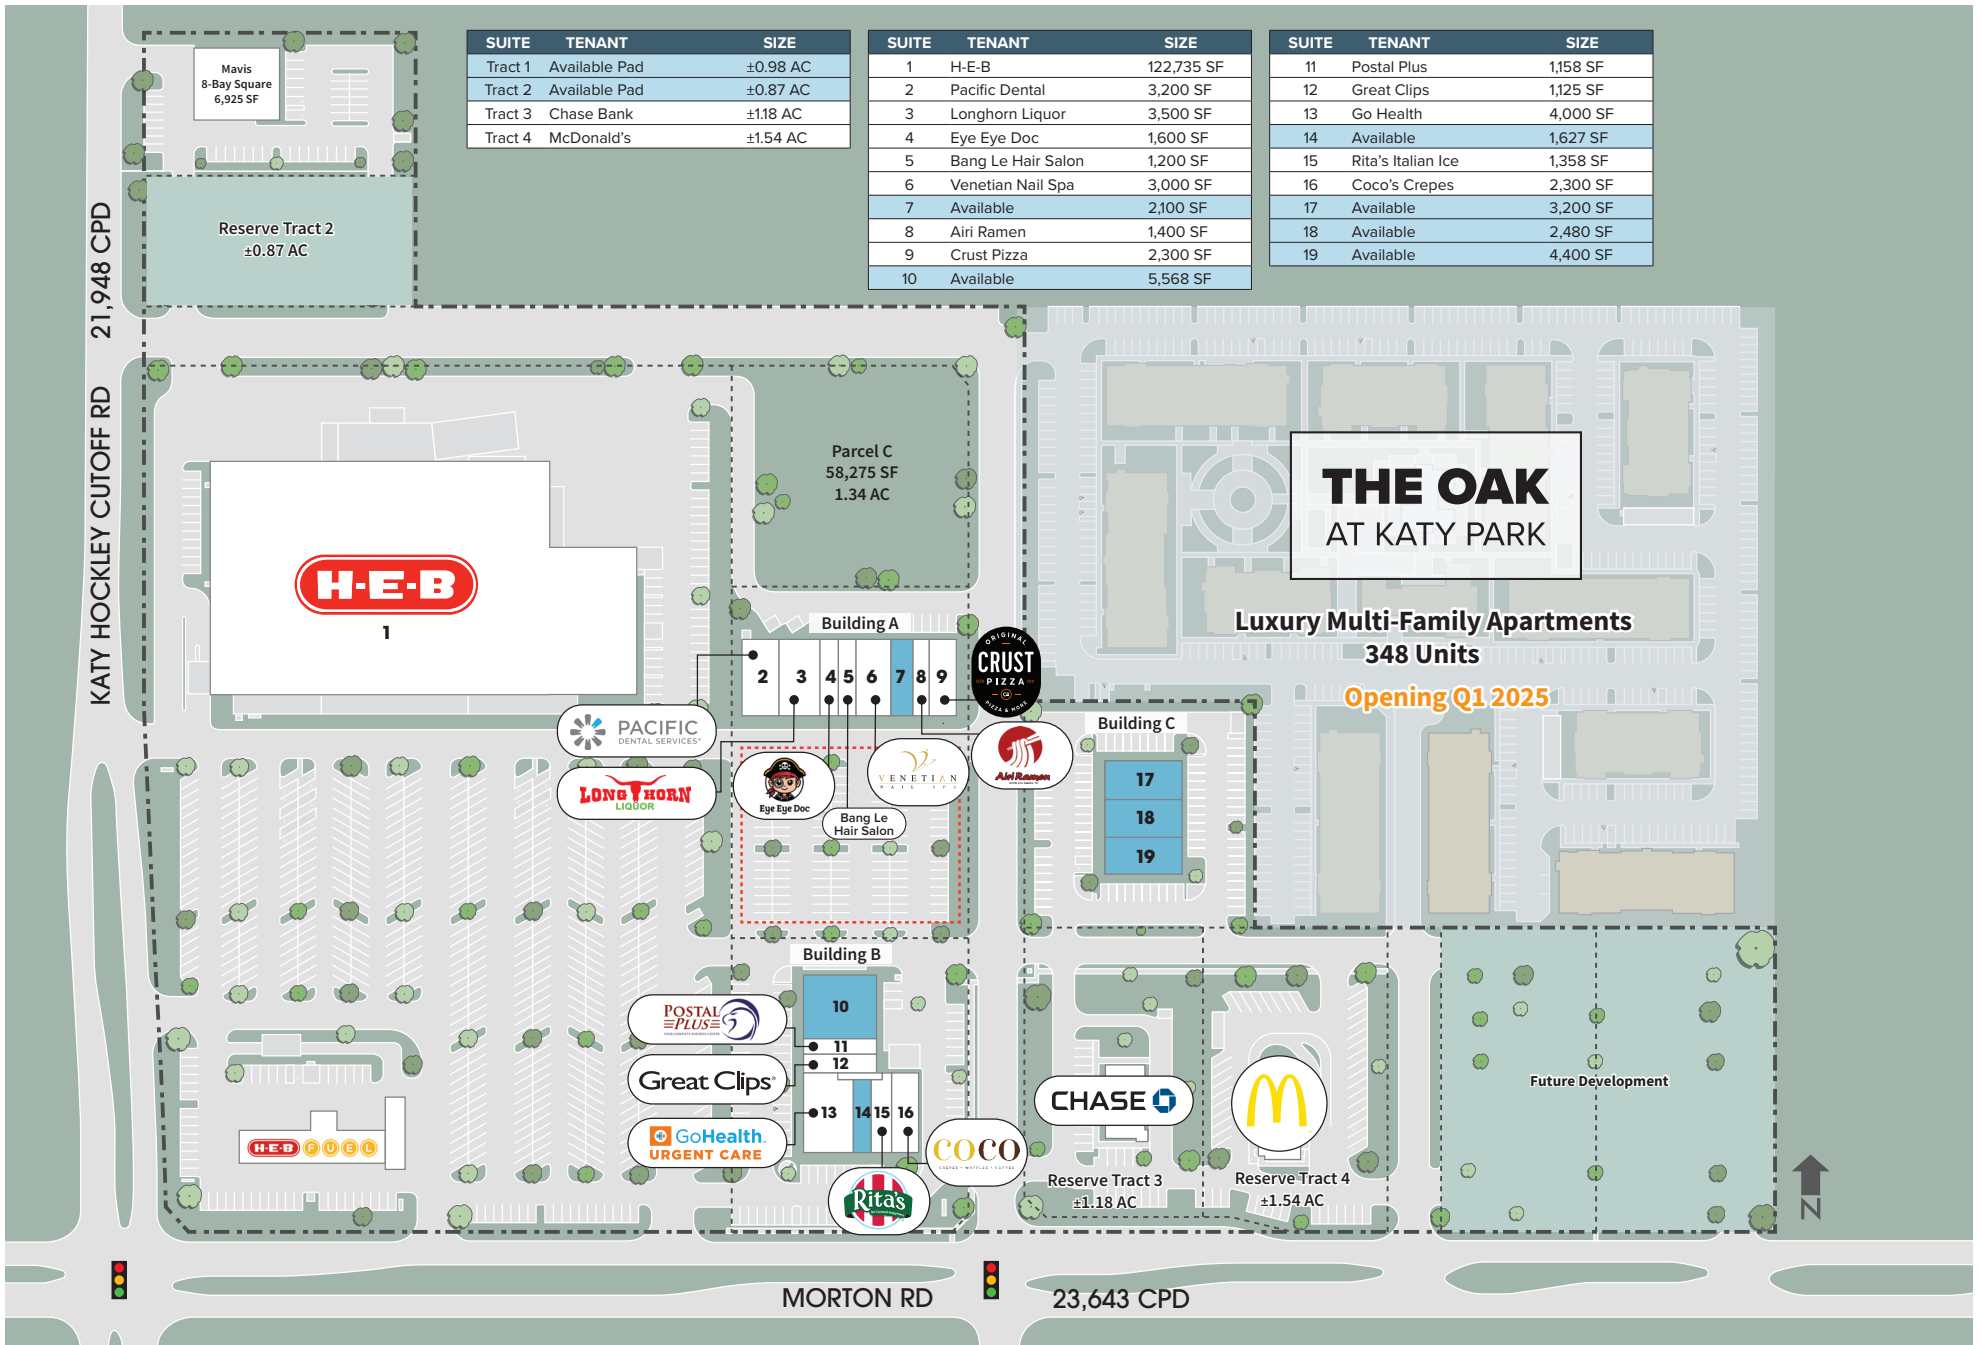 Mavis
8-Bay Square
6,925 SF
Reserve Tract 2
±0.87 AC
SUITE TENANT SIZE
Tract 1 Available Pad ±0.98 AC
Tract 2 Available Pad ±0.87 AC
Tract 3 Chase Bank ±1.18 AC
Tract 4 McDonald's ±1.54 AC
SUITE TENANT SIZE
1 H-E-B 122,735 SF
2 Pacific Dental 3,200 SF
3 Longhorn Liquor 3,500 SF
4 Eye Eye Doc 1,600 SF
5 Bang Le Hair Salon 1,200 SF
6 Venetian Nail Spa 3,000 SF
7 Available 2,100 SF
8 Airi Ramen 1,400 SF
9 Crust Pizza 2,300 SF
10 Available 5,568 SF
SUITE TENANT SIZE
11 Postal Plus 1,158 SF
12 Great Clips 1,125 SF
13 Go Health 4,000 SF
14 Available 1,627 SF
15 Rita's Italian Ice 1,358 SF
16 Coco's Crepes 2,300 SF
17 Available 3,200 SF
18 Available 2,480 SF
19 Available 4,400 SF
KATY HOCKLEY CUTOFF RD 21,948 CPD
Parcel C
58,275 SF
1.34 AC
THE OAK
AT KATY PARK
Luxury Multi-Family Apartments
348 Units
Opening Q1 2025
H-E-B
1
Building A
2 3 4 5 6 7 8 9
ORIGINAL
CRUST
PIZZA
PIZZA & MORE
PACIFIC
DENTAL SERVICES
LONGHORN
LIQUOR
Eye Eye Doc
Bang Le
Hair Salon
VENETIAN
NAIL SPA
Airi Ramen
Building C
17
18
19
Building B
10
11
12
13 14 15 16
POSTAL
PLUS
Great Clips
GoHealth
URGENT CARE
Rita's
COCO
CREPES • WAFFLES • COFFEE
CHASE
Reserve Tract 3
±1.18 AC
Reserve Tract 4
±1.54 AC
Future Development
H-E-B FUEL
N
MORTON RD 23,643 CPD